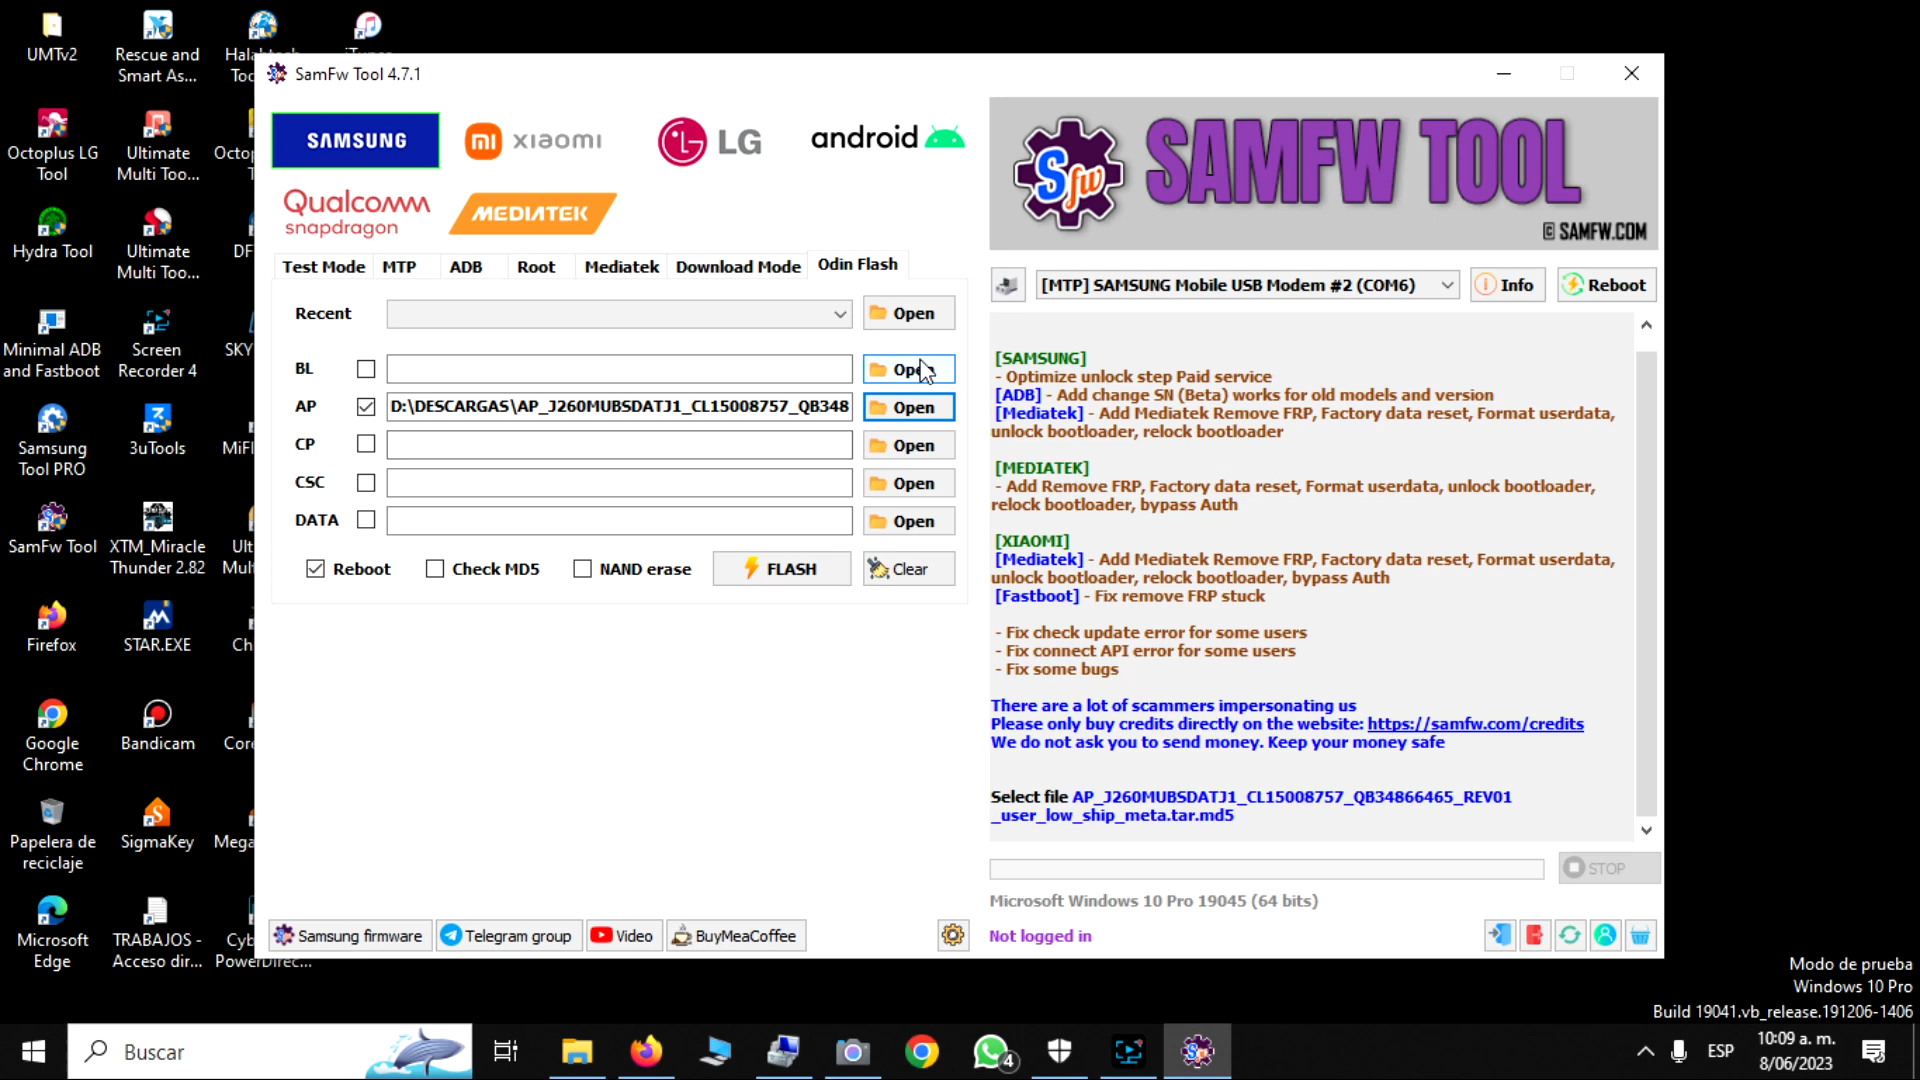 UMTv2
Rescue and
Smart As...
iTunes
Octoplus LG
Tool
Ultimate
Multi Too...
Hydra Tool
Ultimate
Multi Too...
Minimal ADB
and Fastboot
Screen
Recorder 4
Samsung
Tool PRO
3uTools
SamFw Tool
XTM_Miracle
Thunder 2.82
Firefox
STAR.EXE
Google
Chrome
Bandicam
Papelera de
reciclaje
SigmaKey
Microsoft
Edge
TRABAJOS -
Acceso dir...
SamFw Tool 4.7.1
SAMSUNG
xiaomi
LG
android
Qualcomm
snapdragon
MEDIATEK
Test Mode
MTP
ADB
Root
Mediatek
Download Mode
Odin Flash
Recent
Open
BL
Open
AP
D:\DESCARGAS\AP_J260MUBSDATJ1_CL15008757_QB348
Open
CP
Open
CSC
Open
DATA
Open
Reboot
Check MD5
NAND erase
FLASH
Clear
Samsung firmware
Telegram group
Video
BuyMeaCoffee
Sfw
SAMFW TOOL
© SAMFW.COM
[MTP] SAMSUNG Mobile USB Modem #2 (COM6)
Info
Reboot
[SAMSUNG]
- Optimize unlock step Paid service
[ADB] - Add change SN (Beta) works for old models and version
[Mediatek] - Add Mediatek Remove FRP, Factory data reset, Format userdata,
unlock bootloader, relock bootloader
[MEDIATEK]
- Add Remove FRP, Factory data reset, Format userdata, unlock bootloader,
relock bootloader, bypass Auth
[XIAOMI]
[Mediatek] - Add Mediatek Remove FRP, Factory data reset, Format userdata,
unlock bootloader, relock bootloader, bypass Auth
[Fastboot] - Fix remove FRP stuck
- Fix check update error for some users
- Fix connect API error for some users
- Fix some bugs
There are a lot of scammers impersonating us
Please only buy credits directly on the website: https://samfw.com/credits
We do not ask you to send money. Keep your money safe
Select file AP_J260MUBSDATJ1_CL15008757_QB34866465_REV01
_user_low_ship_meta.tar.md5
STOP
Microsoft Windows 10 Pro 19045 (64 bits)
Not logged in
Modo de prueba
Windows 10 Pro
Build 19041.vb_release.191206-1406
Buscar
4
ESP
10:09 a. m.
8/06/2023